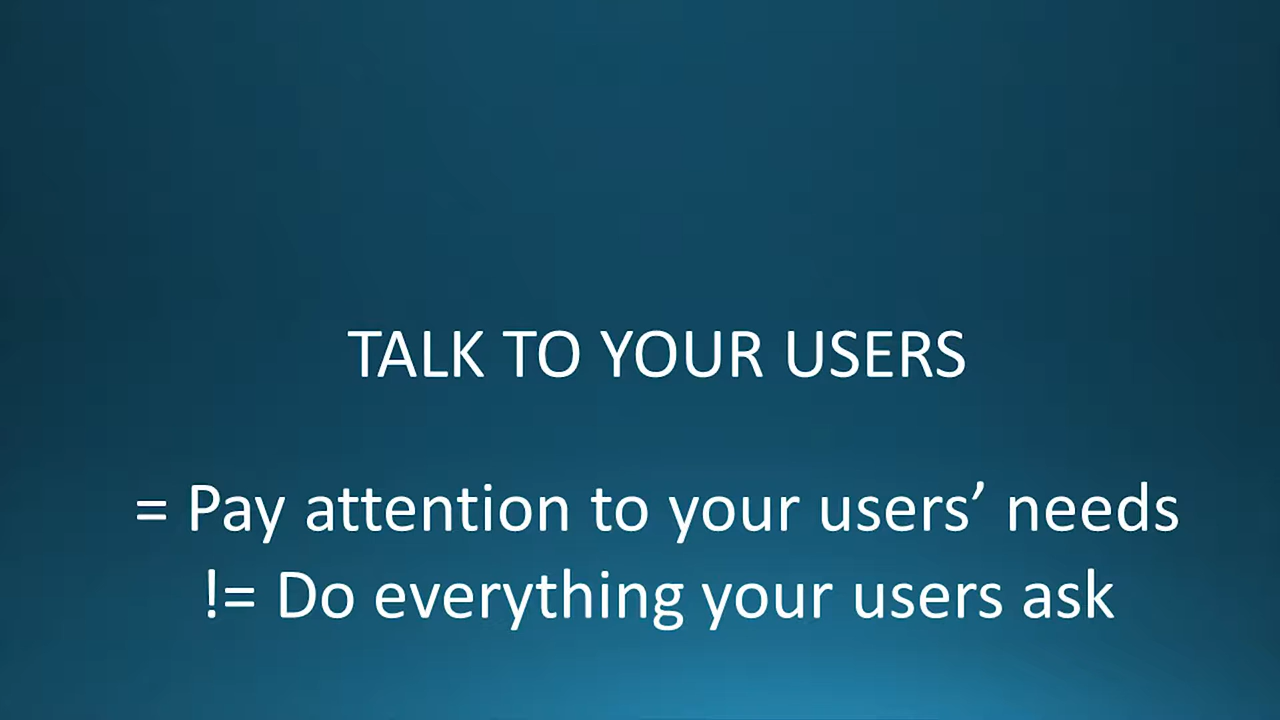 TALK TO YOUR USERS
= Pay attention to your users’ needs
!= Do everything your users ask